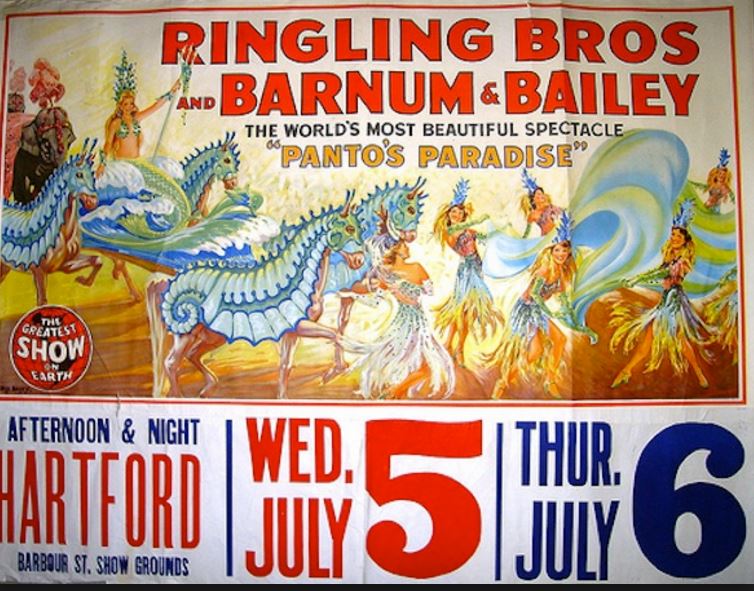 RINGLING BROS
AND BARNUM & BAILEY
THE WORLD'S MOST BEAUTIFUL SPECTACLE
"PANTO'S PARADISE"
THE
GREATEST
SHOW
ON
EARTH
AFTERNOON & NIGHT
HARTFORD
BARBOUR ST. SHOW GROUNDS
WED.
JULY
5
THUR.
JULY
6